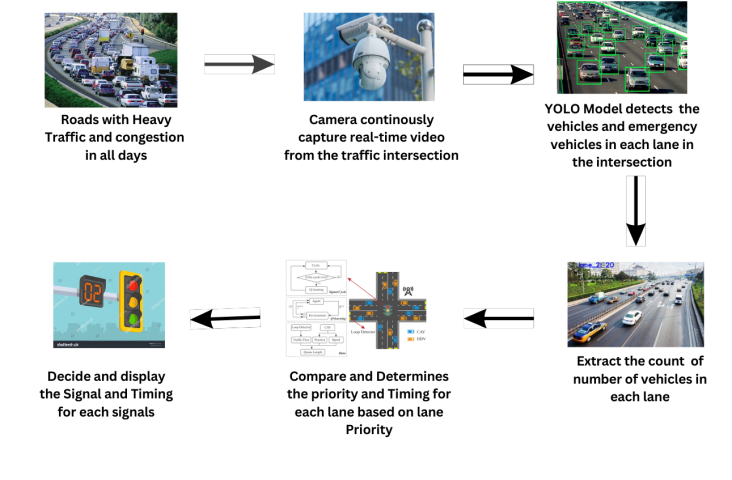 Roads with Heavy
Traffic and congestion
in all days
Camera continously
capture real-time video
from the traffic intersection
YOLO Model detects the
vehicles and emergency
vehicles in each lane in
the intersection
Extract the count of
number of vehicles in
each lane
Compare and Determines
the priority and Timing for
each lane based on lane
Priority
Loop Detector
CAV
HDV
02
Decide and display
the Signal and Timing
for each signals